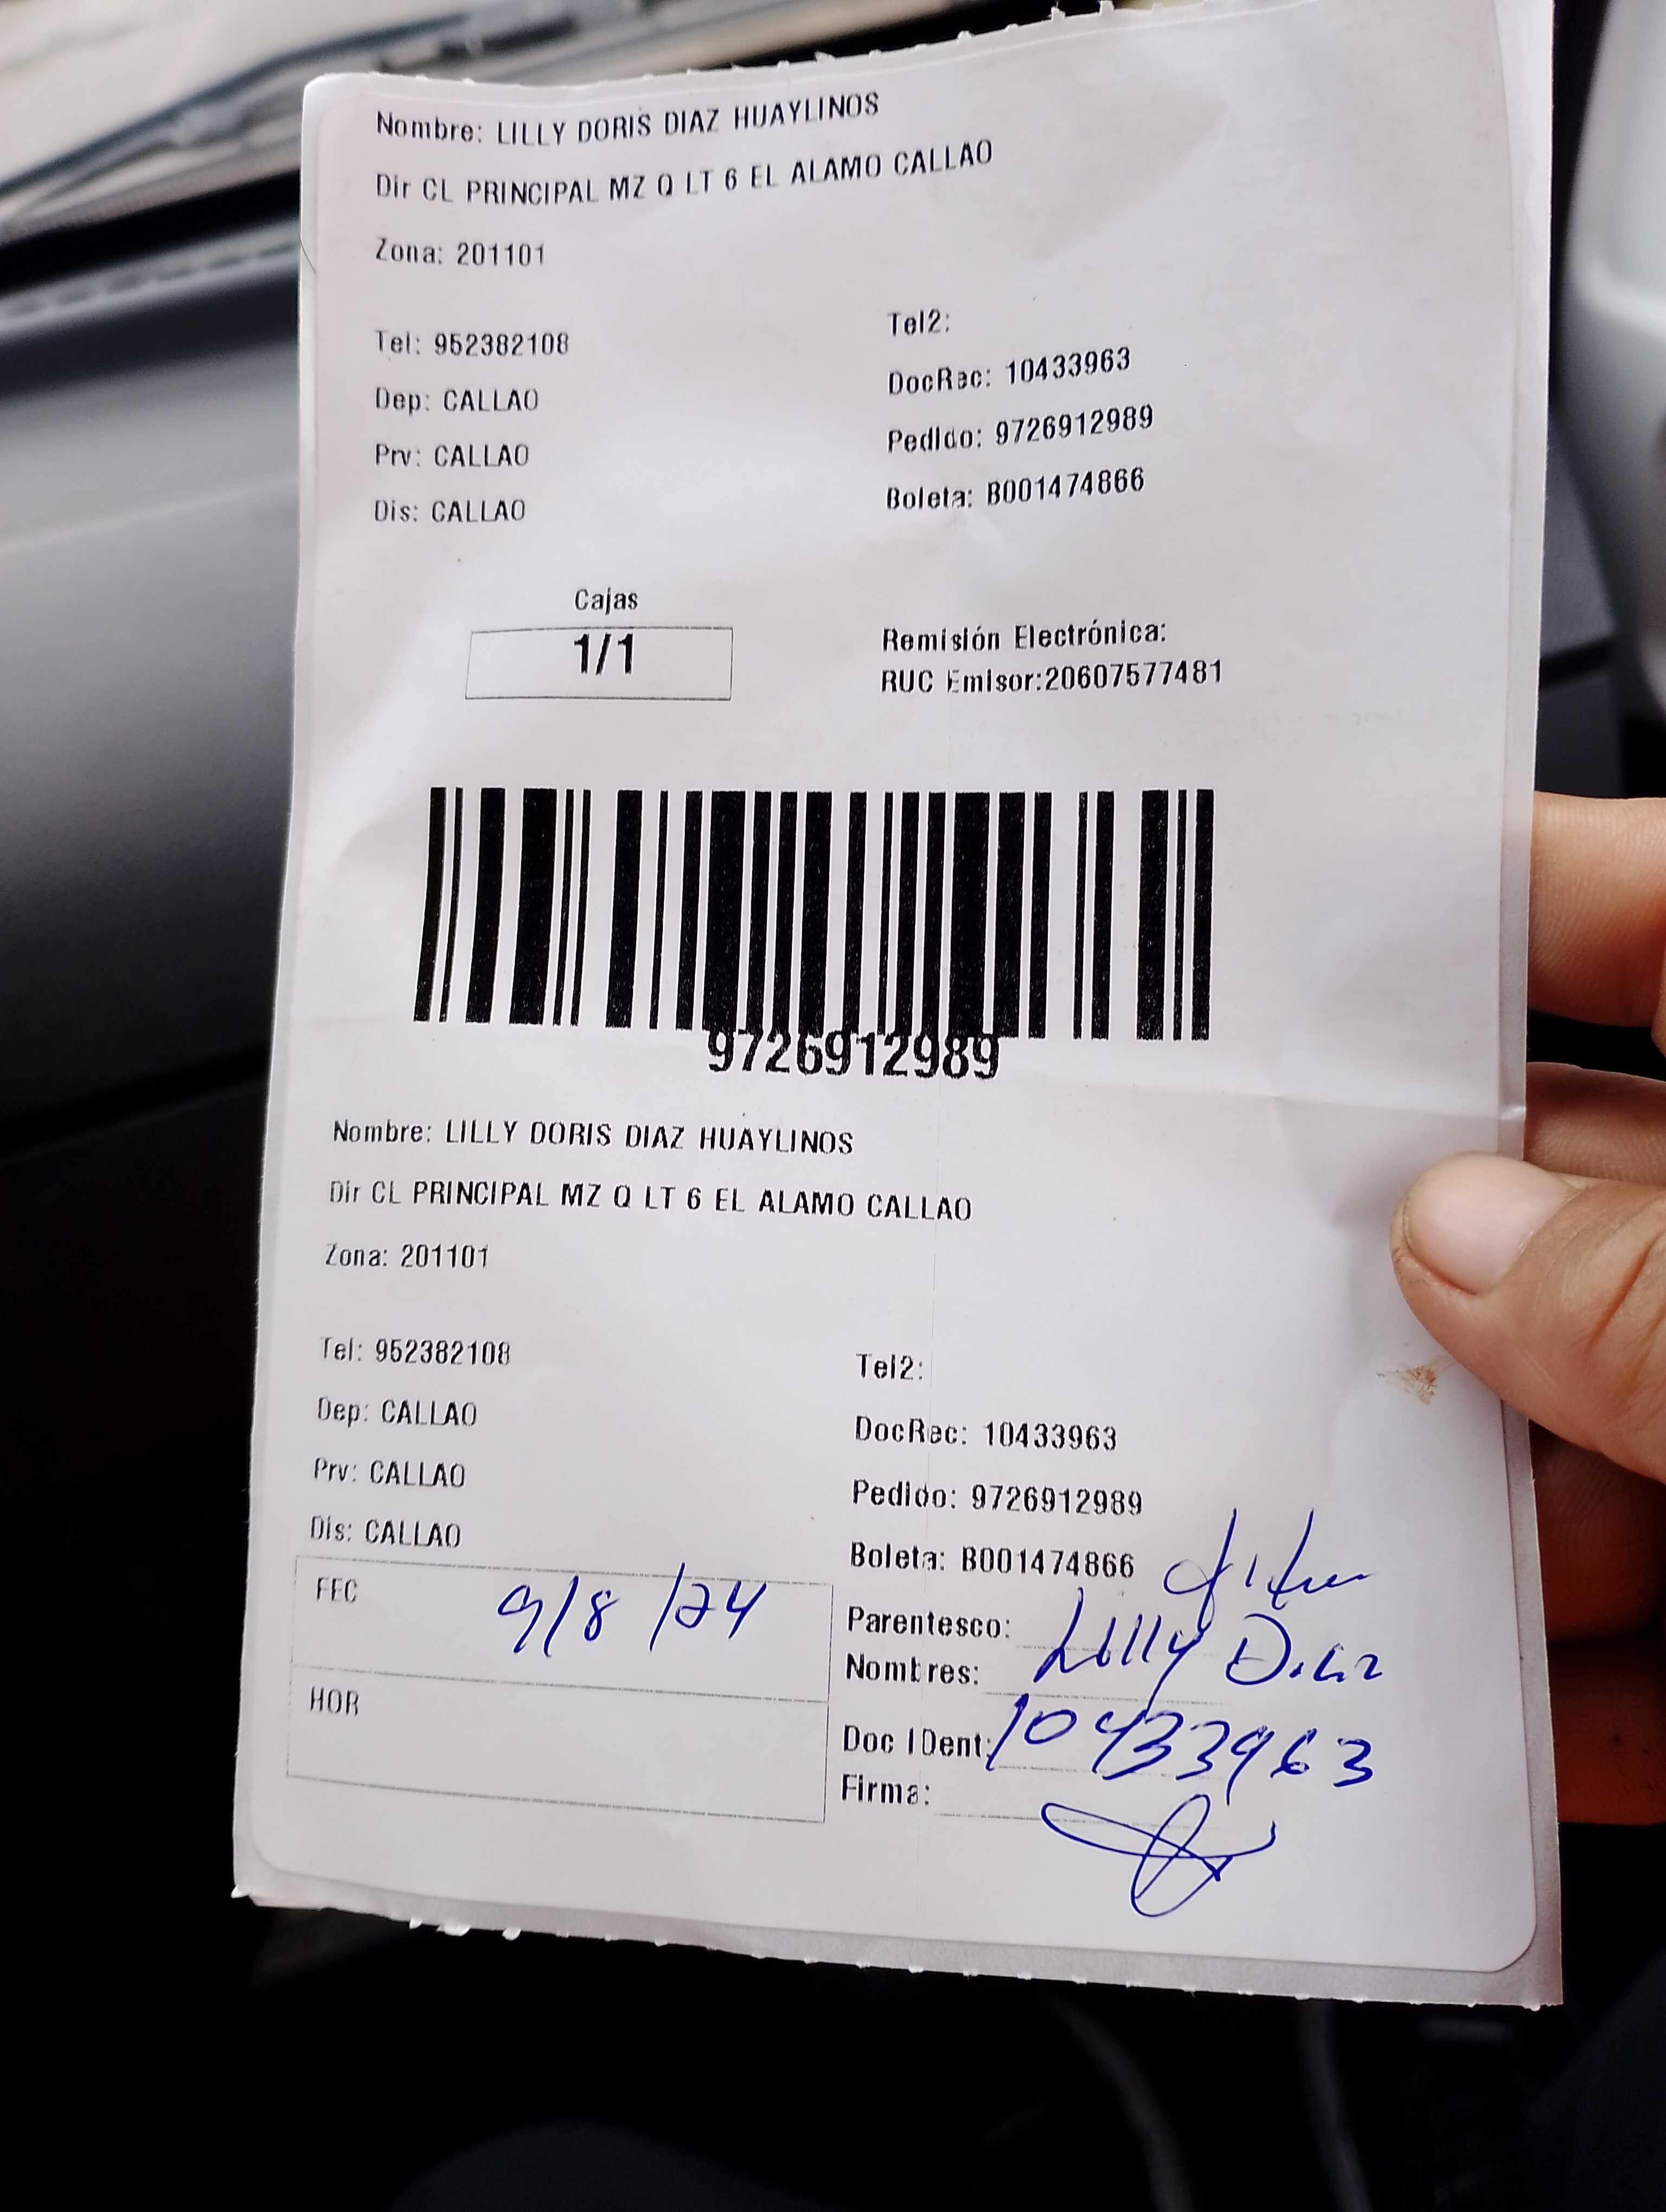 Nombre: LILLY DORIS DIAZ HUAYLINOS
Dir CL PRINCIPAL MZ Q LT 6 EL ALAMO CALLAO
Zona: 201101
Tel: 952382108
Tel2:
Dep: CALLAO
DocRec: 10433963
Prv: CALLAO
Pedido: 9726912989
Dis: CALLAO
Boleta: B001474866
Cajas
1/1
Remisión Electrónica:
RUC Emisor:20607577481
9726912989
Nombre: LILLY DORIS DIAZ HUAYLINOS
Dir CL PRINCIPAL MZ Q LT 6 EL ALAMO CALLAO
Zona: 201101
Tel: 952382108
Tel2:
Dep: CALLAO
DocRec: 10433963
Prv: CALLAO
Pedido: 9726912989
Dis: CALLAO
Boleta: B001474866
FEC 9/8/24
HOR
Parentesco:
Nombres: Lilly Diaz
Doc IDent: 10433963
Firma: